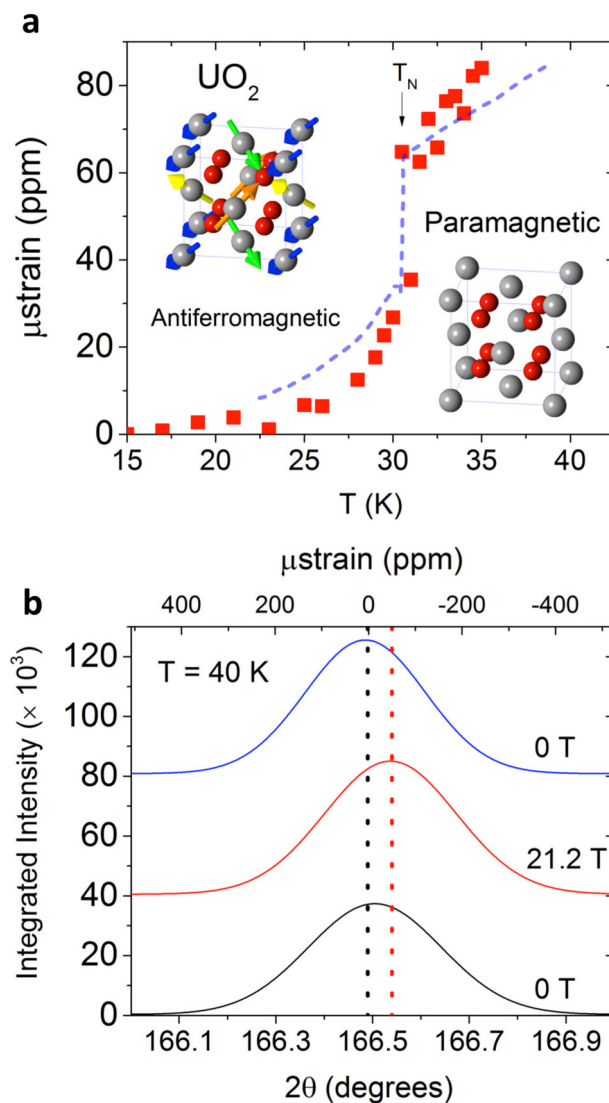 a
UO₂
T_N
Paramagnetic
Antiferromagnetic
μstrain (ppm)
80
60
40
20
0
15 20 25 30 35 40
T (K)
b
μstrain (ppm)
400 200 0 -200 -400
T = 40 K
0 T
21.2 T
0 T
Integrated Intensity (× 10³)
120
100
80
60
40
20
0
166.1 166.3 166.5 166.7 166.9
2θ (degrees)